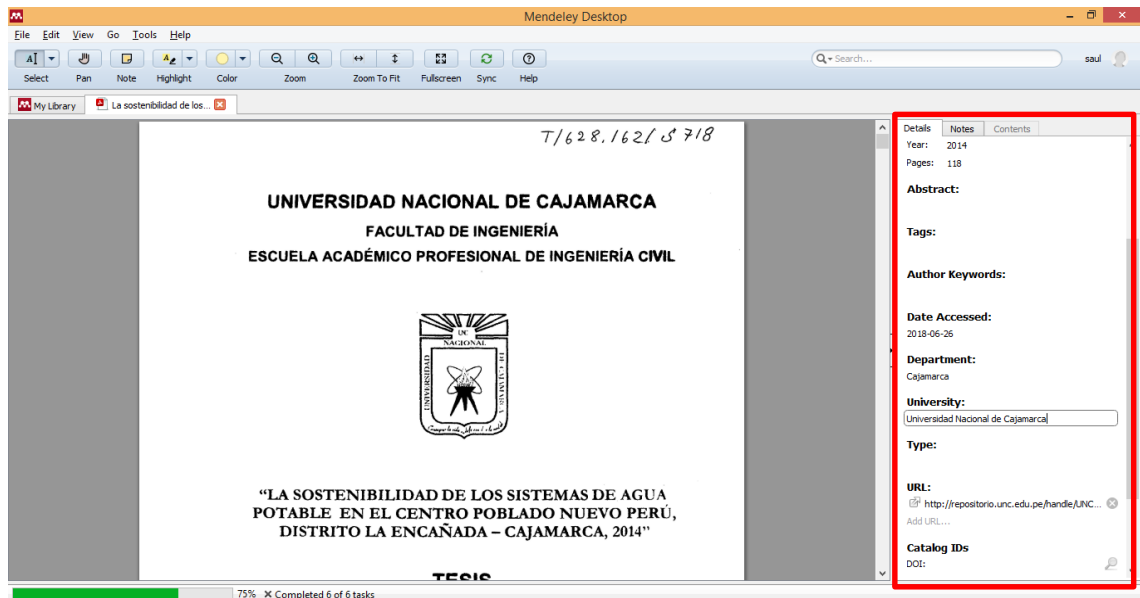 Mendeley Desktop
File Edit View Go Tools Help
Select Pan Note Highlight Color Zoom Zoom To Fit Fullscreen Sync Help
Search...
saul
My Library
La sostenibilidad de los...
T/628.162/S718
UNIVERSIDAD NACIONAL DE CAJAMARCA
FACULTAD DE INGENIERÍA
ESCUELA ACADÉMICO PROFESIONAL DE INGENIERÍA CIVIL
UC
NACIONAL
UNIVERSIDAD
DE CAJAMARCA
“LA SOSTENIBILIDAD DE LOS SISTEMAS DE AGUA
POTABLE EN EL CENTRO POBLADO NUEVO PERÚ,
DISTRITO LA ENCAÑADA – CAJAMARCA, 2014”
TESIS
Details Notes Contents
Year: 2014
Pages: 118
Abstract:
Tags:
Author Keywords:
Date Accessed:
2018-06-26
Department:
Cajamarca
University:
Universidad Nacional de Cajamarca
Type:
URL:
http://repositorio.unc.edu.pe/handle/UNC...
Add URL...
Catalog IDs
DOI:
75% Completed 6 of 6 tasks